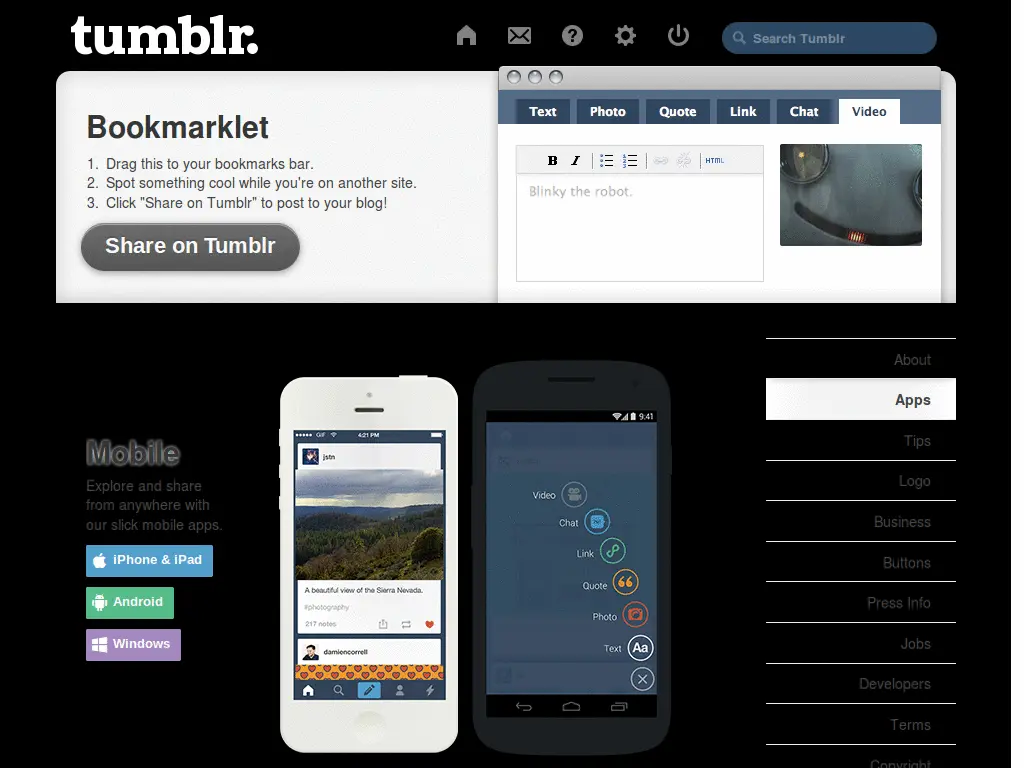 tumblr.
Search Tumblr
Bookmarklet
1. Drag this to your bookmarks bar.
2. Spot something cool while you're on another site.
3. Click "Share on Tumblr" to post to your blog!
Share on Tumblr
Text Photo Quote Link Chat Video
B I HTML
Blinky the robot.
Mobile
Explore and share
from anywhere with
our slick mobile apps.
iPhone & iPad
Android
Windows
GIF 4:21 PM
jstn
A beautiful view of the Sierra Nevada.
#photography
217 notes
damiencorrell
9:41
Video
Chat
Link
Quote
Photo
Text Aa
About
Apps
Tips
Logo
Business
Buttons
Press Info
Jobs
Developers
Terms
Copyright